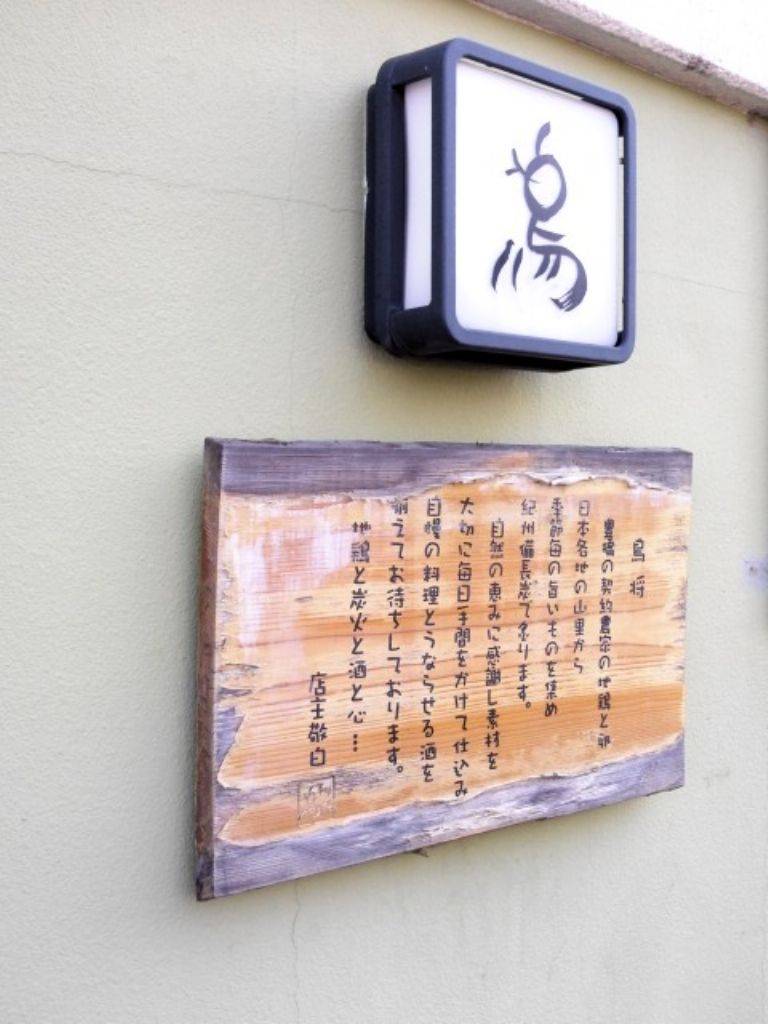 鳥
鳥将
豊橋の契約農家の地鶏と卵
日本各地の山里から
季節毎の旨いものを集め
紀州備長炭で炙ります。
自然の恵みに感謝し素材を
大切に毎日手間をかけて仕込み
自慢の料理とうならせる酒を
揃えてお待ちしております。
地鶏と炭火と酒と心…
店主敬白